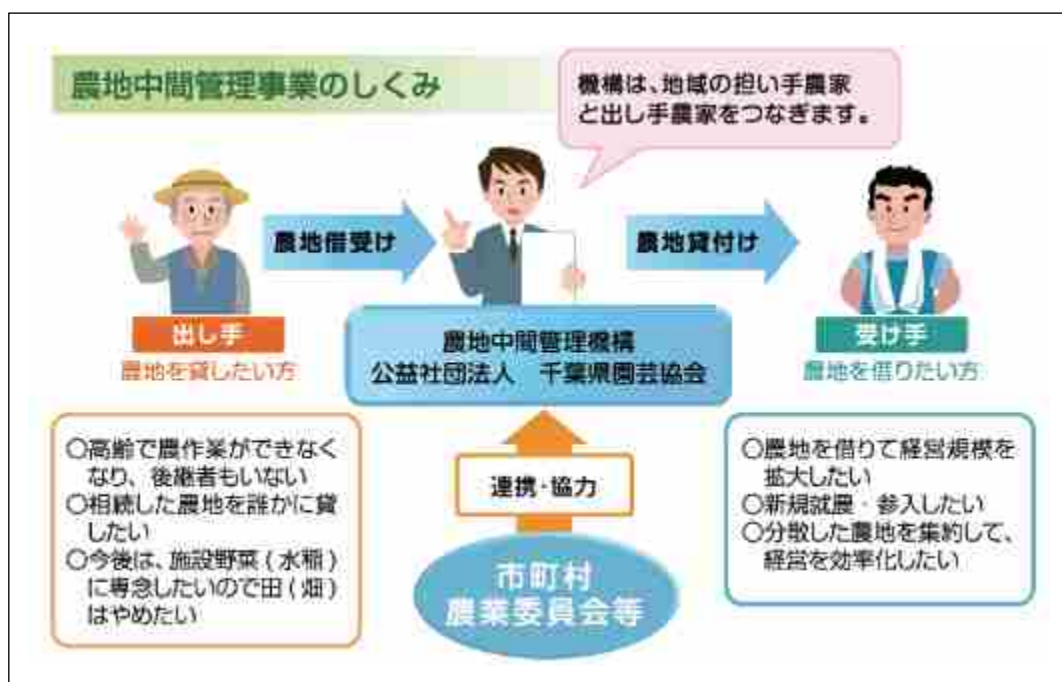 農地中間管理事業のしくみ
機構は、地域の担い手農家
と出し手農家をつなぎます。
農地借受け
農地貸付け
出し手
農地を貸したい方
農地中間管理機構
公益社団法人 千葉県園芸協会
受け手
農地を借りたい方
○高齢で農作業ができなく
なり、後継者もいない
○相続した農地を誰かに貸
したい
○今後は、施設野菜(水稲)
に専念したいので田(畑)
はやめたい
連携・協力
市町村
農業委員会等
○農地を借りて経営規模を
拡大したい
○新規就農・参入したい
○分散した農地を集約して、
経営を効率化したい